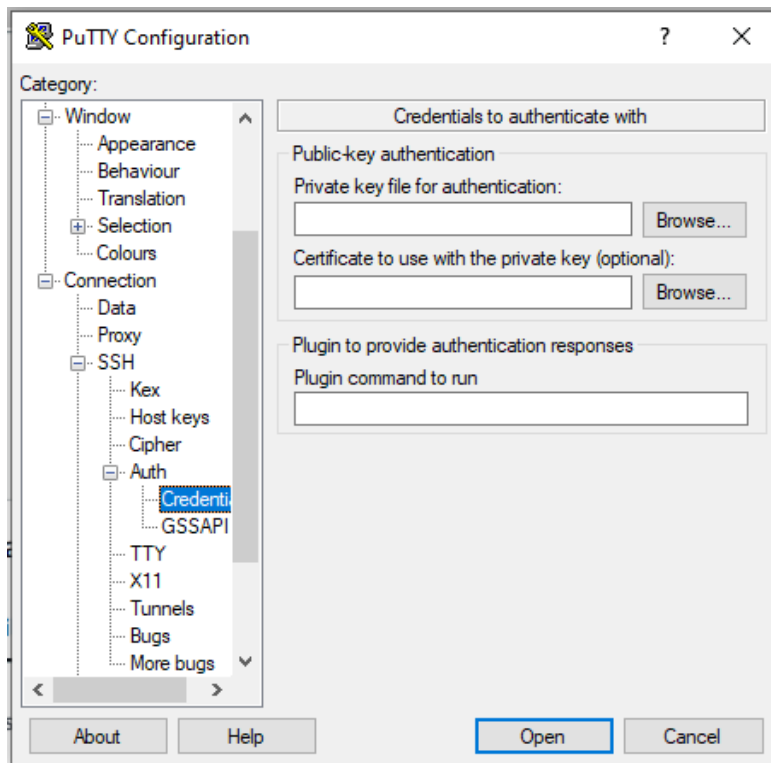 PuTTY Configuration
?
Category:
Window
Appearance
Behaviour
Translation
Selection
Colours
Connection
Data
Proxy
SSH
Kex
Host keys
Cipher
Auth
Credenti
GSSAPI
TTY
X11
Tunnels
Bugs
More bugs
Credentials to authenticate with
Public-key authentication
Private key file for authentication:
Browse...
Certificate to use with the private key (optional):
Browse...
Plugin to provide authentication responses
Plugin command to run
About
Help
Open
Cancel